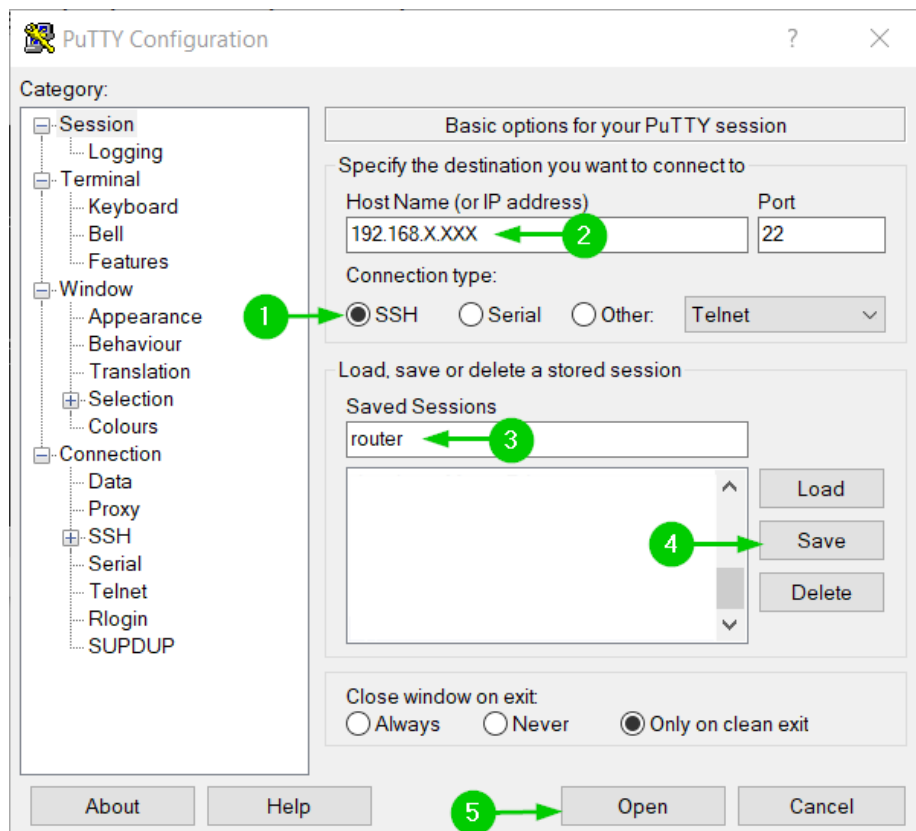 PuTTY Configuration ?
Category:
Session
Logging
Terminal
Keyboard
Bell
Features
Window
Appearance
Behaviour
Translation
Selection
Colours
Connection
Data
Proxy
SSH
Serial
Telnet
Rlogin
SUPDUP
Basic options for your PuTTY session
Specify the destination you want to connect to
Host Name (or IP address) Port
192.168.X.XXX 2 22
Connection type:
1 SSH Serial Other: Telnet
Load, save or delete a stored session
Saved Sessions
router 3
Load
4 Save
Delete
Close window on exit:
Always Never Only on clean exit
About Help 5 Open Cancel